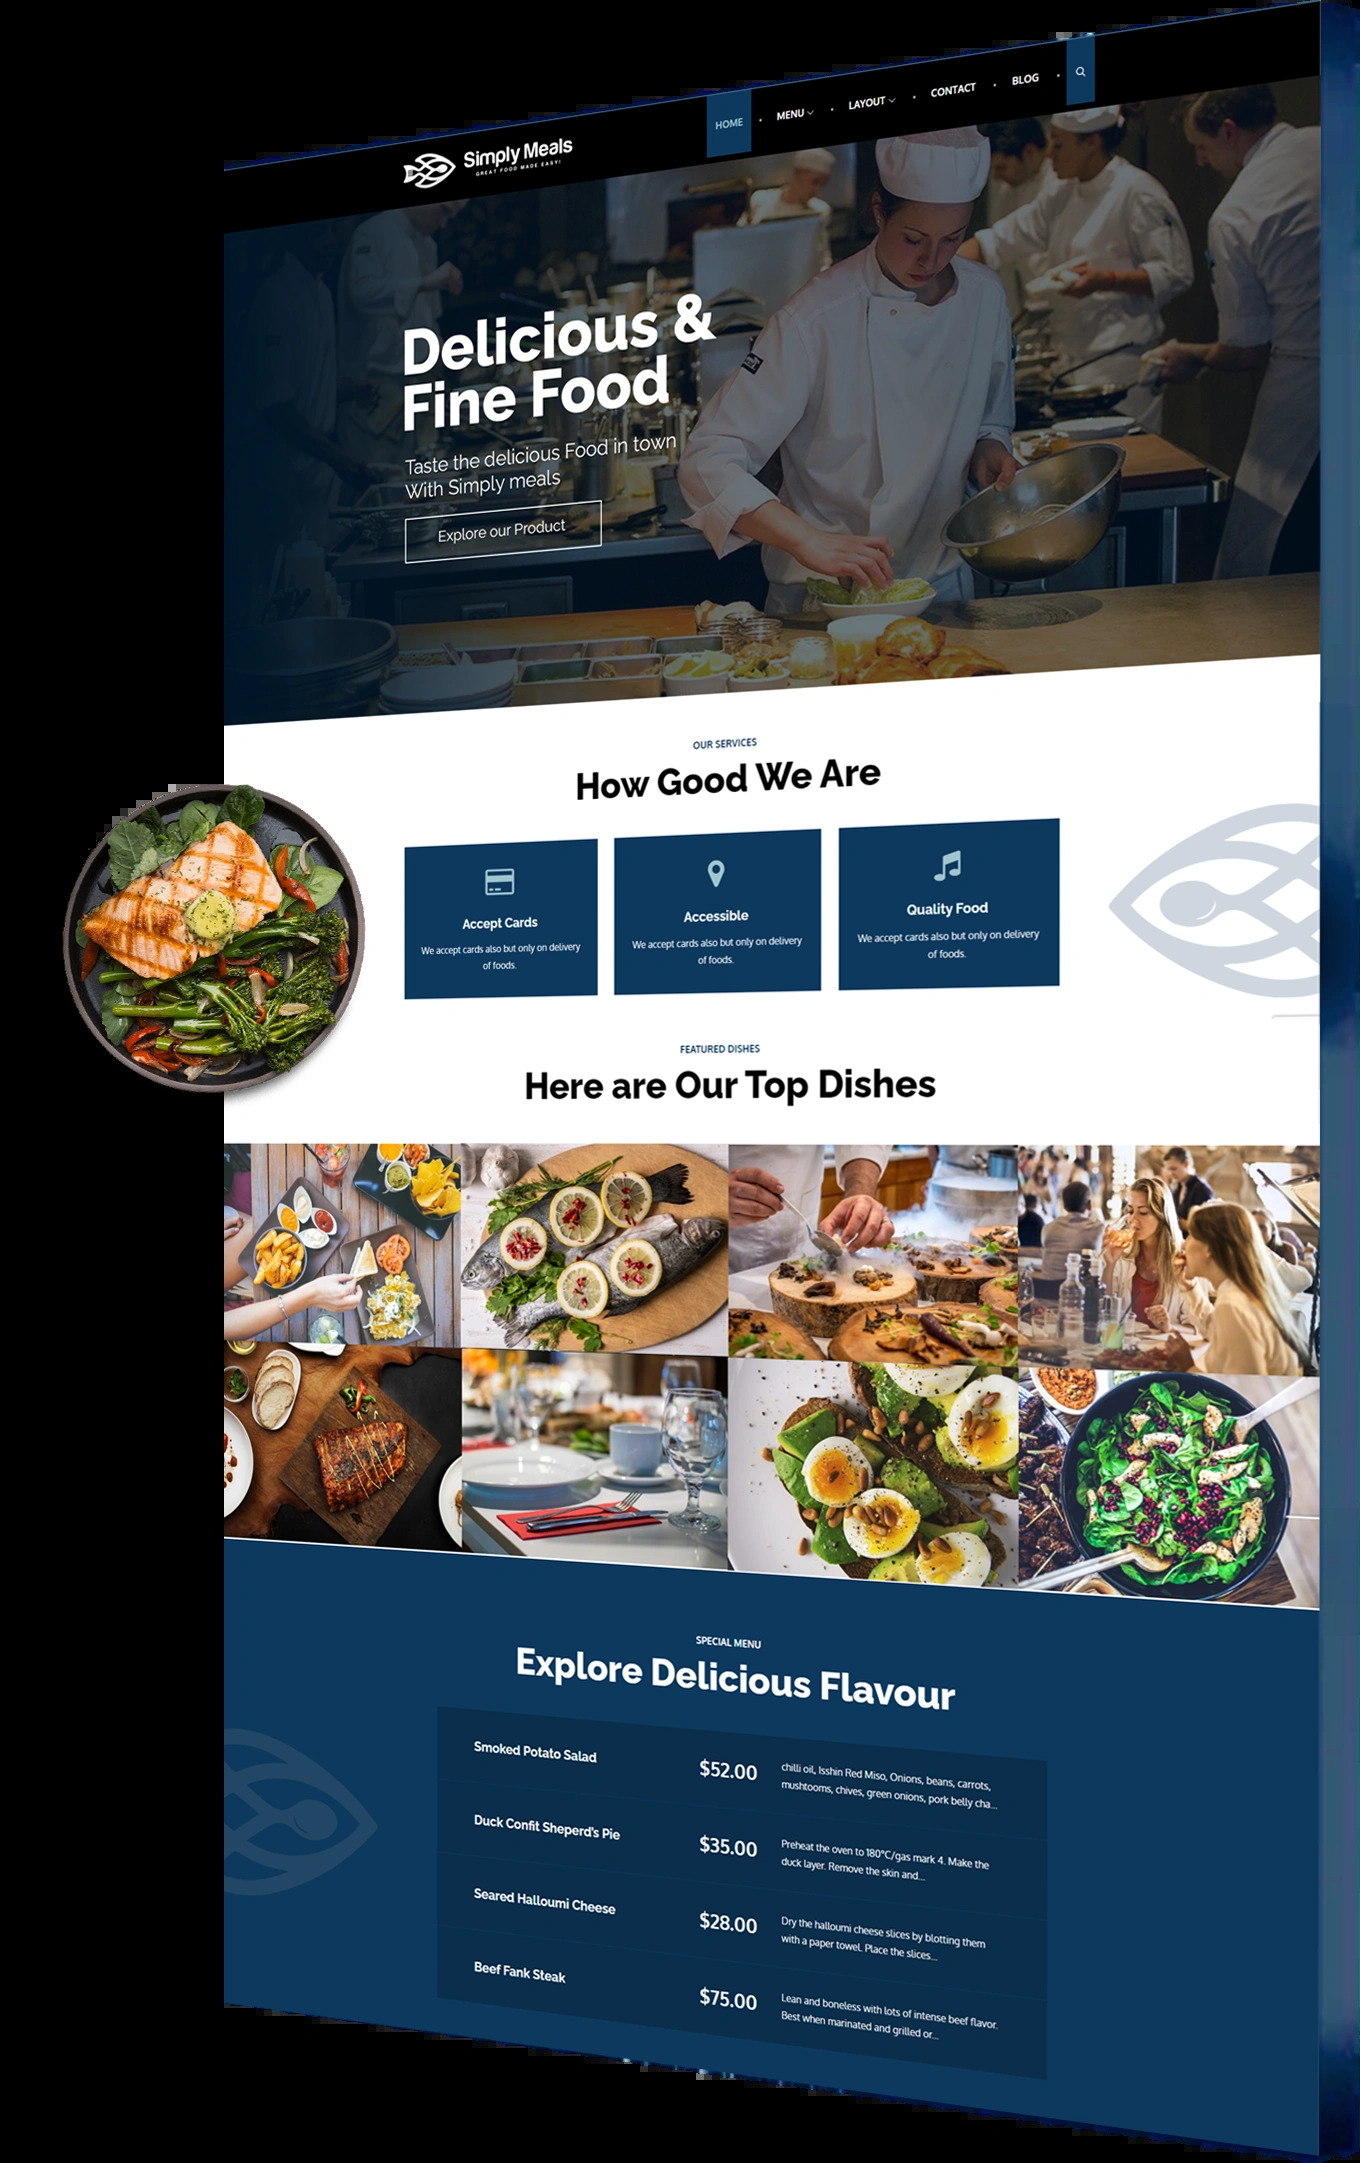 HOME
MENU
LAYOUT
CONTACT
BLOG
Simply Meals
GREAT FOOD MADE EASY!
Delicious &
Fine Food
Taste the delicious Food in town
With Simply meals
Explore our Product
OUR SERVICES
How Good We Are
Accept Cards
We accept cards also but only on delivery
of foods.
Accessible
We accept cards also but only on delivery
of foods.
Quality Food
We accept cards also but only on delivery
of foods.
FEATURED DISHES
Here are Our Top Dishes
SPECIAL MENU
Explore Delicious Flavour
Smoked Potato Salad
$52.00
chilli oil, Isshin Red Miso, Onions, beans, carrots,
mushtooms, chives, green onions, pork belly cha...
Duck Confit Sheperd's Pie
$35.00
Preheat the oven to 180°C/gas mark 4. Make the
duck layer. Remove the skin and...
Seared Halloumi Cheese
$28.00
Dry the halloumi cheese slices by blotting them
with a paper towel. Place the slices...
Beef Fank Steak
$75.00
Lean and boneless with lots of intense beef flavor.
Best when marinated and grilled or...